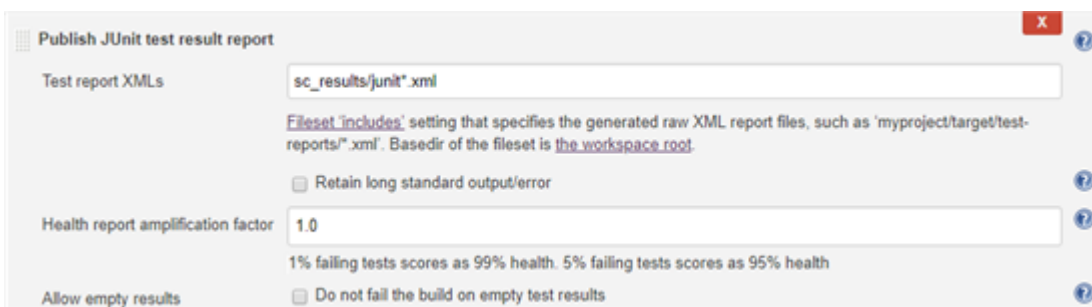 X
Publish JUnit test result report
Test report XMLs
sc_results/junit*.xml
Fileset 'includes' setting that specifies the generated raw XML report files, such as 'myproject/target/test-
reports/*.xml'. Basedir of the fileset is the workspace root.
Retain long standard output/error
Health report amplification factor
1.0
1% failing tests scores as 99% health. 5% failing tests scores as 95% health
Allow empty results
Do not fail the build on empty test results